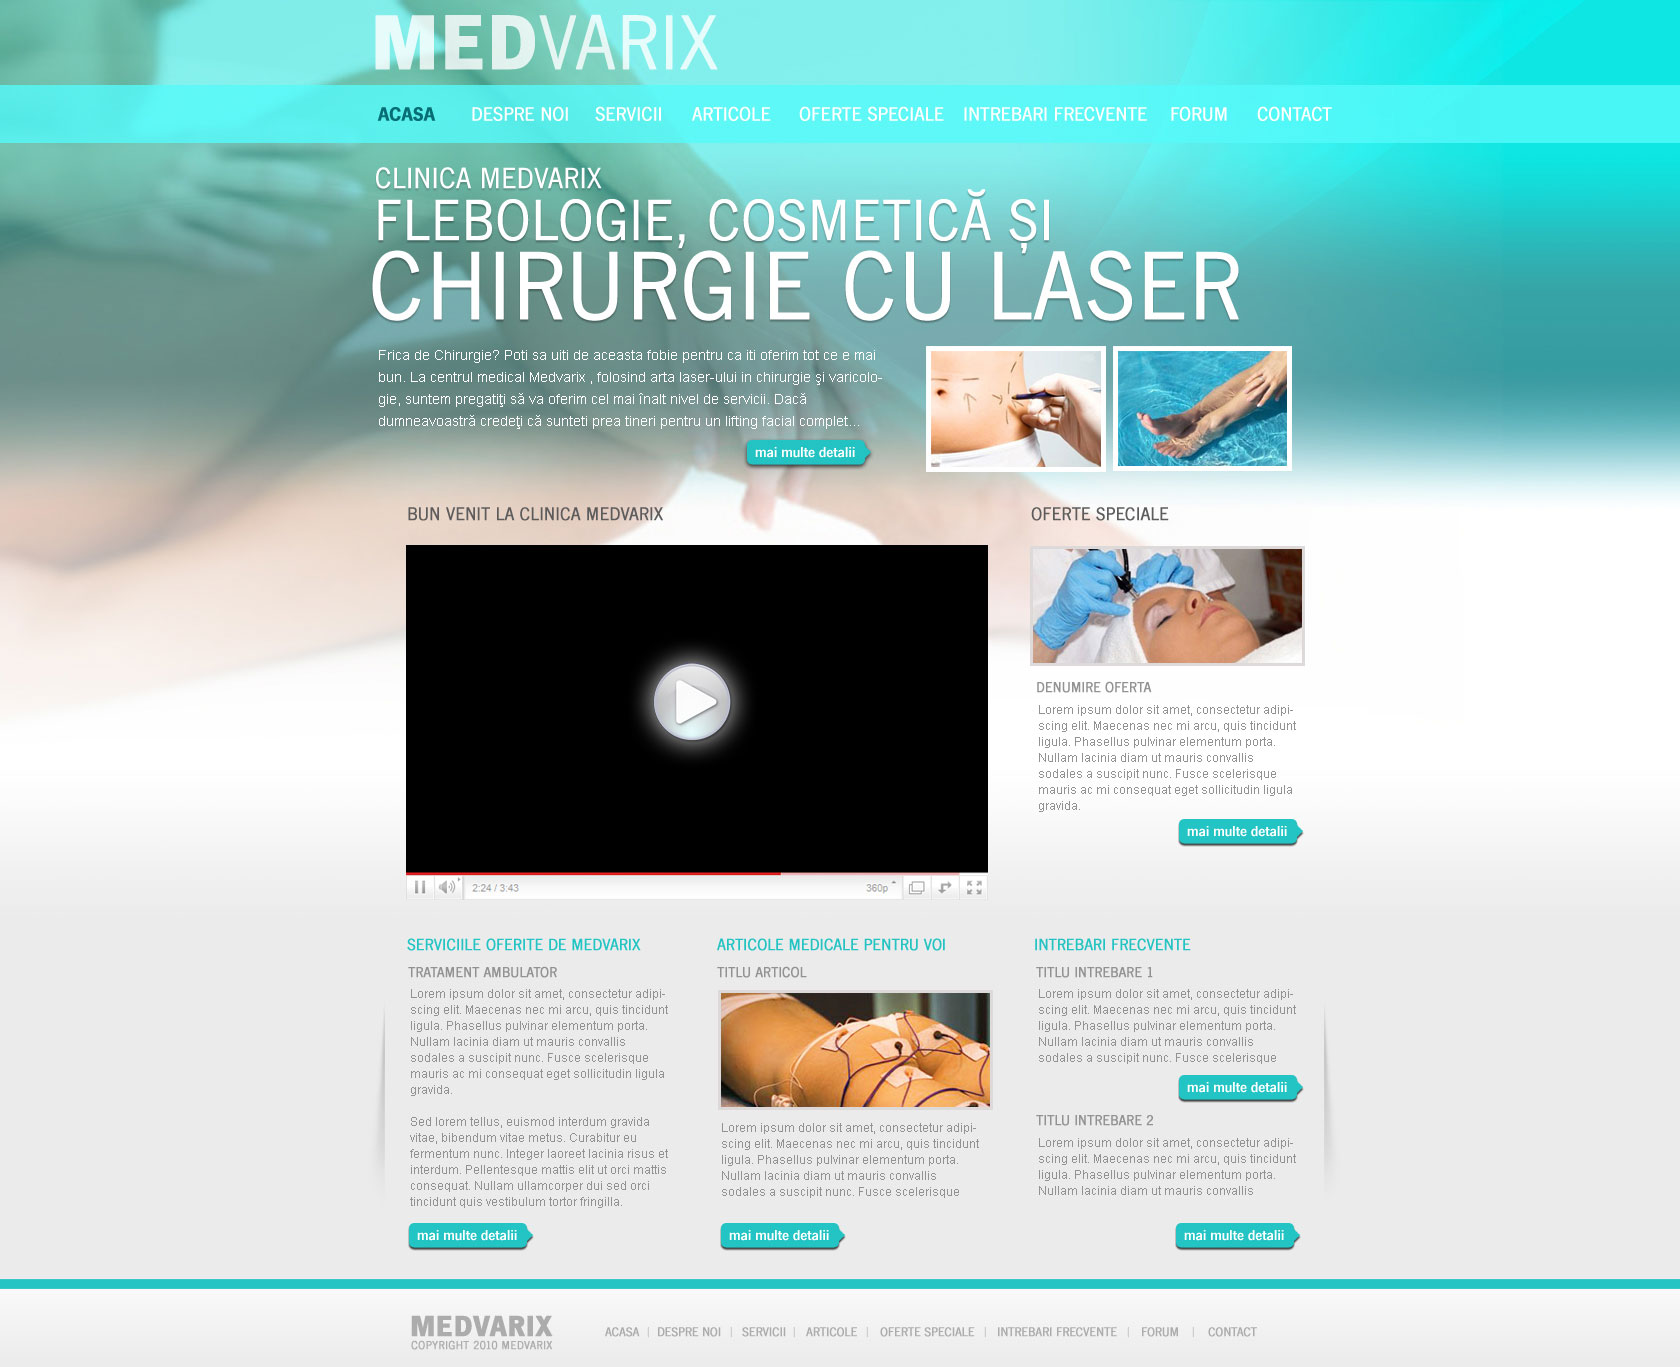 MEDVARIX
ACASA DESPRE NOI SERVICII ARTICOLE OFERTE SPECIALE INTREBARI FRECVENTE FORUM CONTACT
CLINICA MEDVARIX
FLEBOLOGIE, COSMETICĂ ȘI
CHIRURGIE CU LASER
Frica de Chirurgie? Poti sa uiti de aceasta fobie pentru ca iti oferim tot ce e mai
bun. La centrul medical Medvarix , folosind arta laser-ului in chirurgie şi varicolo-
gie, suntem pregatiţi să va oferim cel mai înalt nivel de servicii. Dacă
dumneavoastră credeţi că sunteti prea tineri pentru un lifting facial complet...
mai multe detalii
BUN VENIT LA CLINICA MEDVARIX
2:24 / 3:43
360p
OFERTE SPECIALE
DENUMIRE OFERTA
Lorem ipsum dolor sit amet, consectetur adipi-
scing elit. Maecenas nec mi arcu, quis tincidunt
ligula. Phasellus pulvinar elementum porta.
Nullam lacinia diam ut mauris convallis
sodales a suscipit nunc. Fusce scelerisque
mauris ac mi consequat eget sollicitudin ligula
gravida.
mai multe detalii
SERVICIILE OFERITE DE MEDVARIX
TRATAMENT AMBULATOR
Lorem ipsum dolor sit amet, consectetur adipi-
scing elit. Maecenas nec mi arcu, quis tincidunt
ligula. Phasellus pulvinar elementum porta.
Nullam lacinia diam ut mauris convallis
sodales a suscipit nunc. Fusce scelerisque
mauris ac mi consequat eget sollicitudin ligula
gravida.
Sed lorem tellus, euismod interdum gravida
vitae, bibendum vitae metus. Curabitur eu
fermentum nunc. Integer laoreet lacinia risus et
interdum. Pellentesque mattis elit ut orci mattis
consequat. Nullam ullamcorper dui sed orci
tincidunt quis vestibulum tortor fringilla.
mai multe detalii
ARTICOLE MEDICALE PENTRU VOI
TITLU ARTICOL
Lorem ipsum dolor sit amet, consectetur adipi-
scing elit. Maecenas nec mi arcu, quis tincidunt
ligula. Phasellus pulvinar elementum porta.
Nullam lacinia diam ut mauris convallis
sodales a suscipit nunc. Fusce scelerisque
mai multe detalii
INTREBARI FRECVENTE
TITLU INTREBARE 1
Lorem ipsum dolor sit amet, consectetur adipi-
scing elit. Maecenas nec mi arcu, quis tincidunt
ligula. Phasellus pulvinar elementum porta.
Nullam lacinia diam ut mauris convallis
sodales a suscipit nunc. Fusce scelerisque
mai multe detalii
TITLU INTREBARE 2
Lorem ipsum dolor sit amet, consectetur adipi-
scing elit. Maecenas nec mi arcu, quis tincidunt
ligula. Phasellus pulvinar elementum porta.
Nullam lacinia diam ut mauris convallis
mai multe detalii
MEDVARIX
COPYRIGHT 2010 MEDVARIX
ACASA | DESPRE NOI | SERVICII | ARTICOLE | OFERTE SPECIALE | INTREBARI FRECVENTE | FORUM | CONTACT